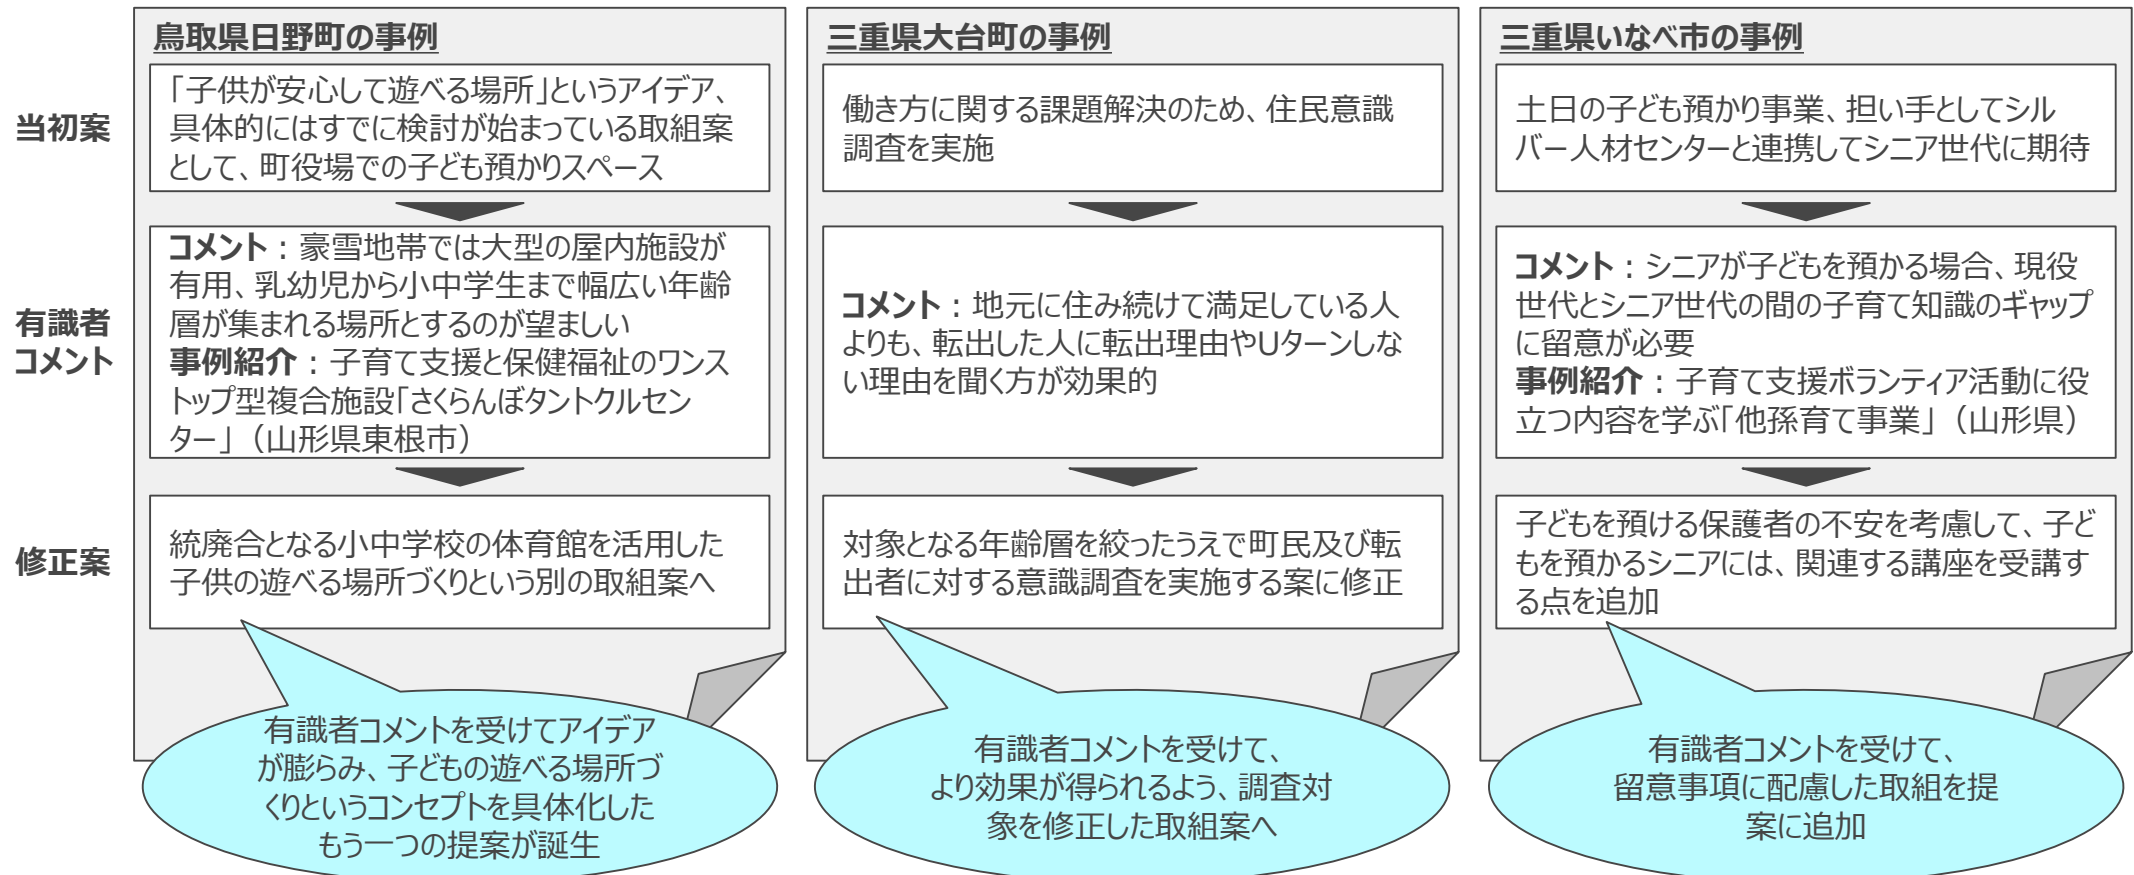 鳥取県日野町の事例
三重県大台町の事例
三重県いなべ市の事例
当初案
「子供が安心して遊べる場所」というアイデア、
具体的にはすでに検討が始まっている取組案
として、町役場での子ども預かりスペース
働き方に関する課題解決のため、住民意識
調査を実施
土日の子ども預かり事業、担い手としてシル
バー人材センターと連携してシニア世代に期待
有識者
コメント
コメント：豪雪地帯では大型の屋内施設が
有用、乳幼児から小中学生まで幅広い年齢
層が集まれる場所とするのが望ましい
事例紹介：子育て支援と保健福祉のワンス
トップ型複合施設「さくらんぼタントクルセン
ター」（山形県東根市）
コメント：地元に住み続けて満足している人
よりも、転出した人に転出理由やUターンしな
い理由を聞く方が効果的
コメント：シニアが子どもを預かる場合、現役
世代とシニア世代の間の子育て知識のギャップ
に留意が必要
事例紹介：子育て支援ボランティア活動に役
立つ内容を学ぶ「他孫育て事業」（山形県）
修正案
統廃合となる小中学校の体育館を活用した
子供の遊べる場所づくりという別の取組案へ
対象となる年齢層を絞ったうえで町民及び転
出者に対する意識調査を実施する案に修正
子どもを預ける保護者の不安を考慮して、子ど
もを預かるシニアには、関連する講座を受講す
る点を追加
有識者コメントを受けてアイデア
が膨らみ、子どもの遊べる場所づ
くりというコンセプトを具体化した
もう一つの提案が誕生
有識者コメントを受けて、
より効果が得られるよう、調査対
象を修正した取組案へ
有識者コメントを受けて、
留意事項に配慮した取組を提
案に追加